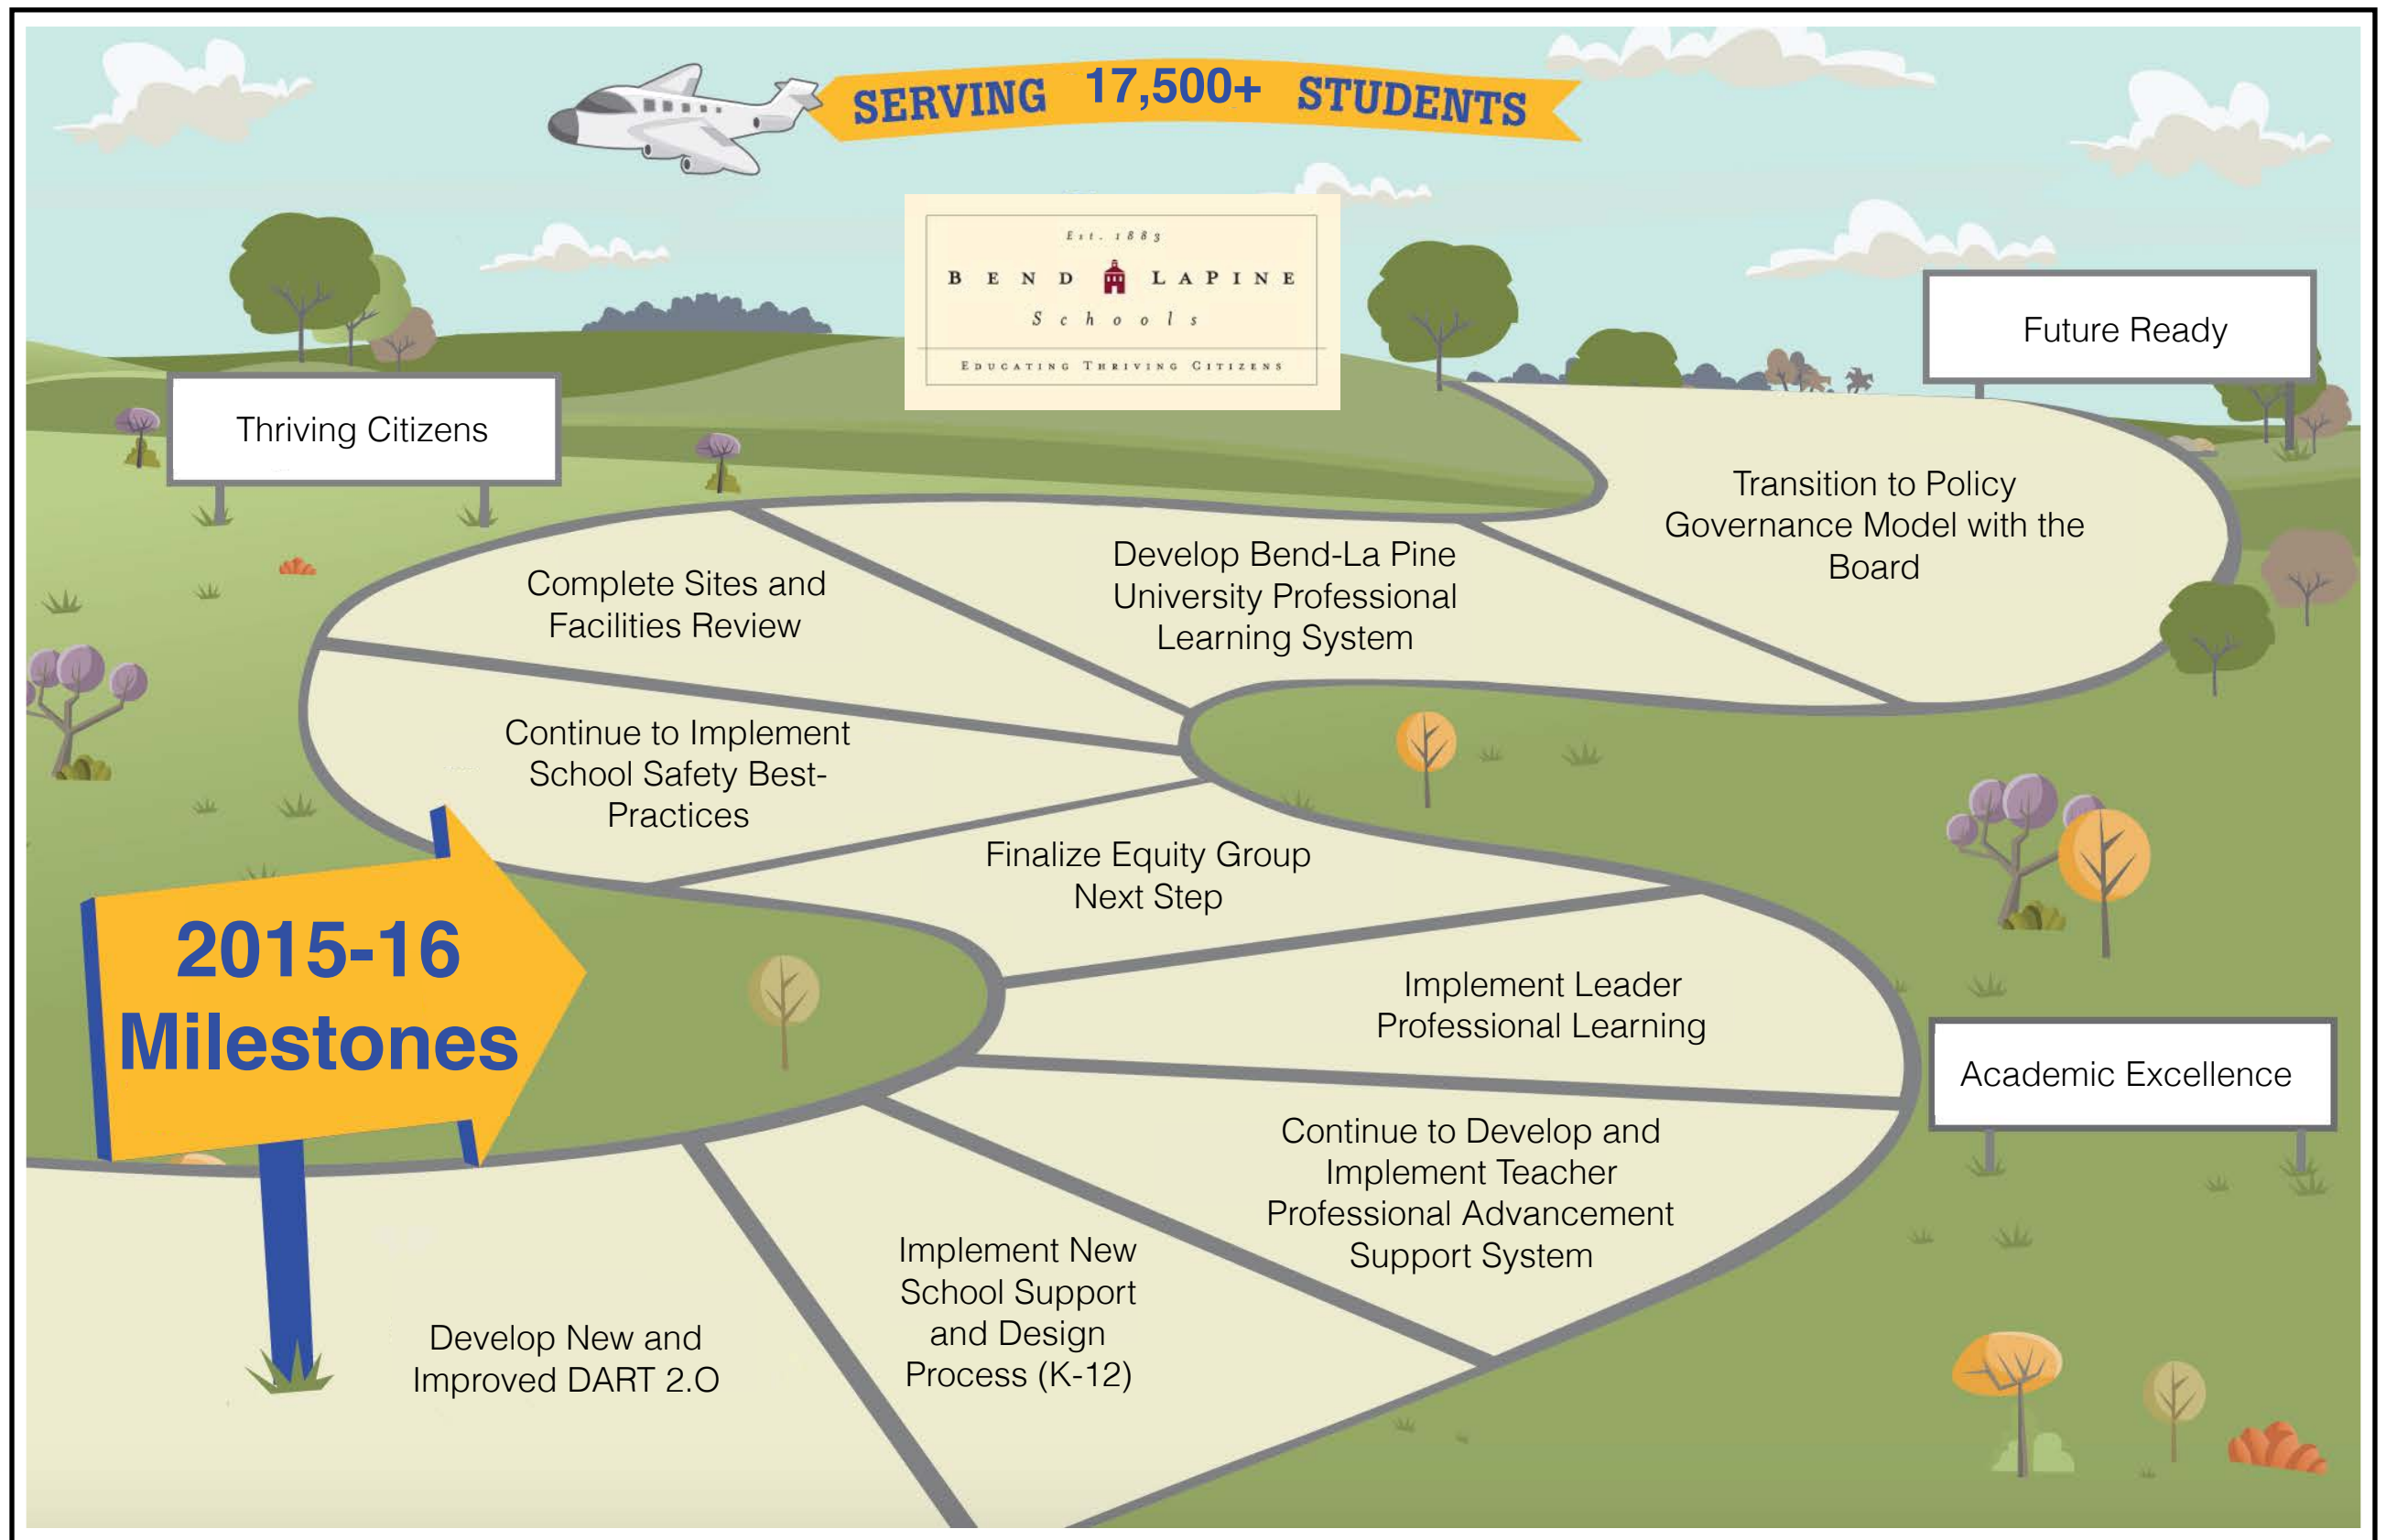 SERVING 17,500+ STUDENTS
Est. 1883
BEND LAPINE
Schools
EDUCATING THRIVING CITIZENS
Future Ready
Thriving Citizens
Transition to Policy
Governance Model with the
Board
Develop Bend-La Pine
University Professional
Learning System
Complete Sites and
Facilities Review
Continue to Implement
School Safety Best-
Practices
Finalize Equity Group
Next Step
2015-16
Milestones
Implement Leader
Professional Learning
Academic Excellence
Continue to Develop and
Implement Teacher
Professional Advancement
Support System
Implement New
School Support
and Design
Process (K-12)
Develop New and
Improved DART 2.O